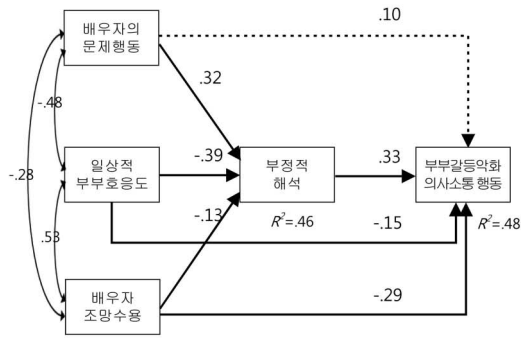 배우자의
문제행동
.10
.32
-.48
일상적
부부호응도
-.39
부정적
해석
.33
부부갈등악화
의사소통 행동
-.28
-.13
R²=.46
-.15
R²=.48
.53
배우자
조망수용
-.29